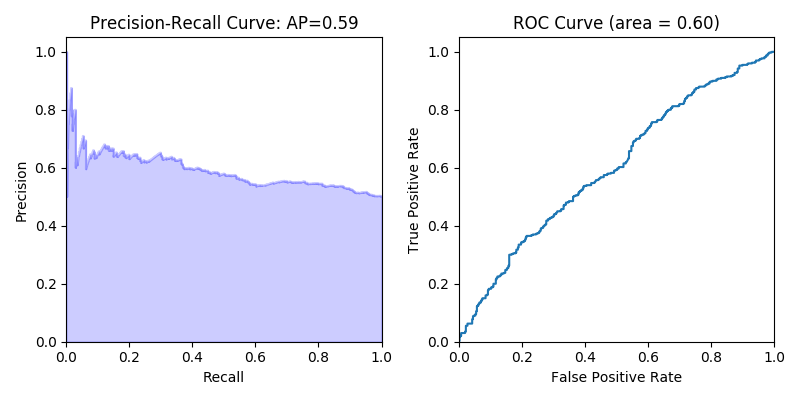 Precision-Recall Curve: AP=0.59
1.0
0.8
0.6
0.4
0.2
0.0
Precision
0.0 0.2 0.4 0.6 0.8 1.0
Recall
ROC Curve (area = 0.60)
1.0
0.8
0.6
0.4
0.2
0.0
True Positive Rate
0.0 0.2 0.4 0.6 0.8 1.0
False Positive Rate